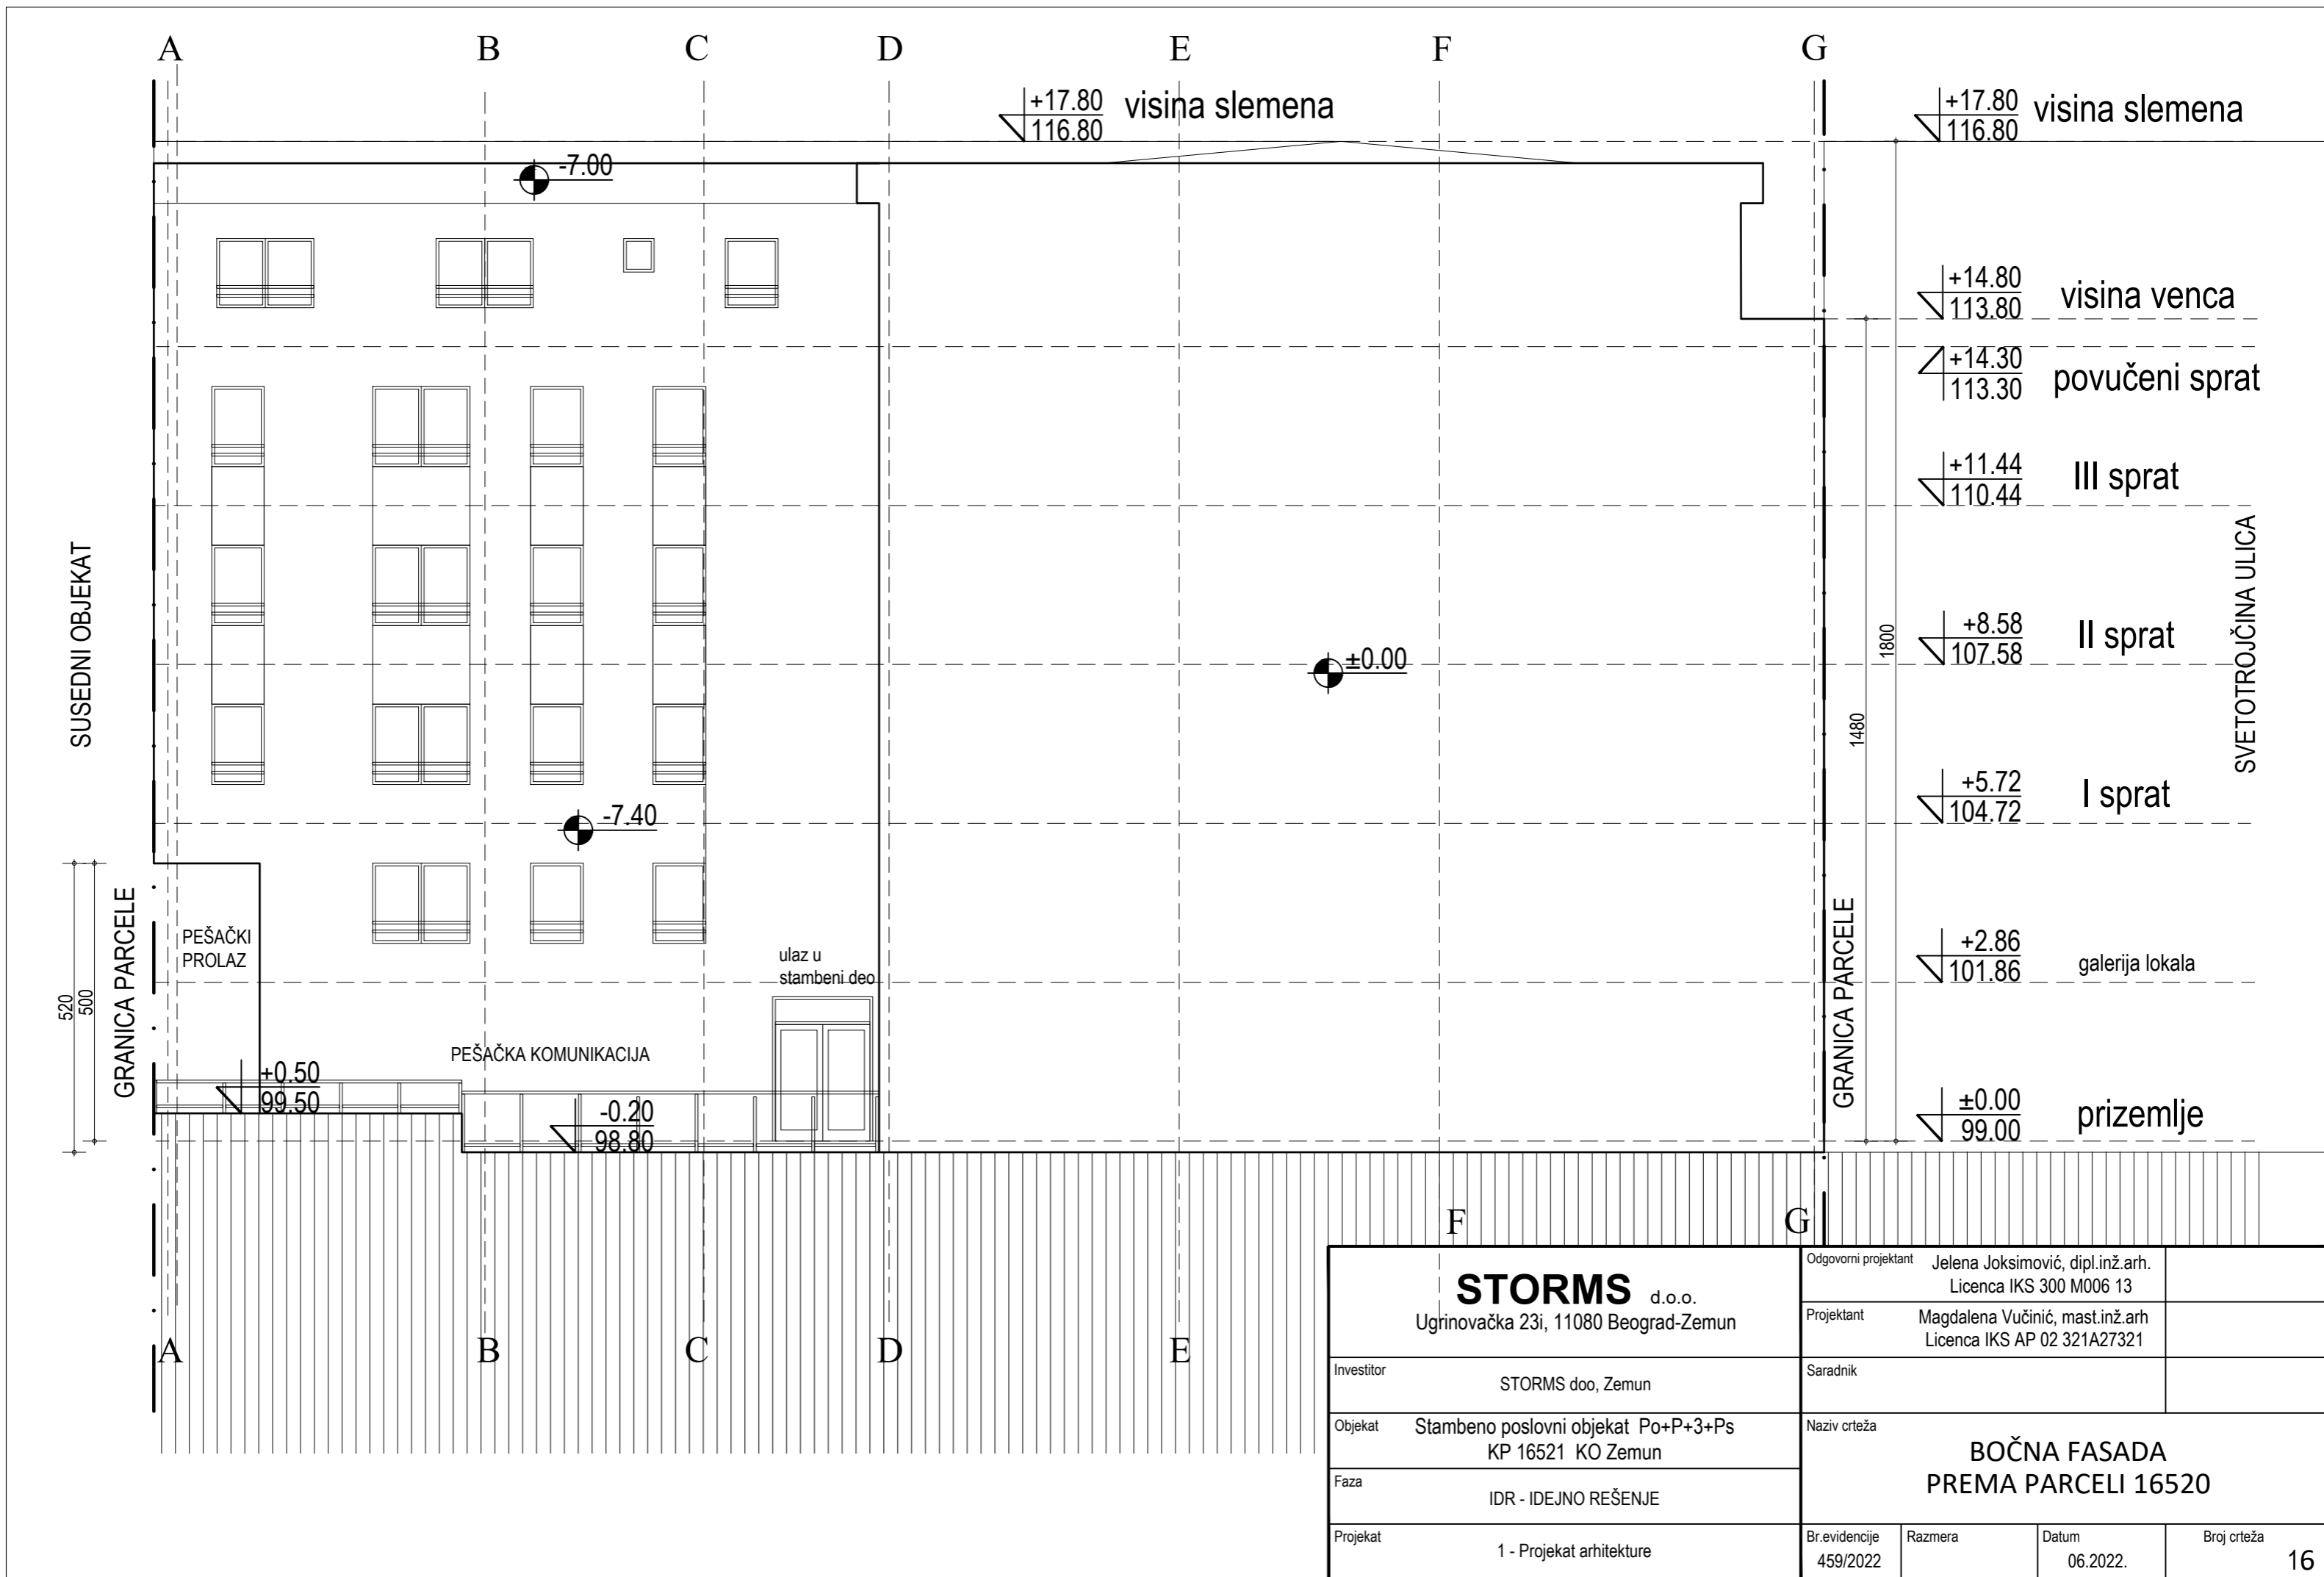 A
B
C
D
E
F
G
+17.80
116.80
visina slemena
+17.80
116.80
visina slemena
-7.00
+14.80
113.80
visina venca
+14.30
113.30
povučeni sprat
+11.44
110.44
III sprat
SUSEDNI OBJEKAT
SVETOTROJČINA ULICA
+8.58
107.58
II sprat
1800
±0.00
1480
+5.72
104.72
I sprat
-7.40
GRANICA PARCELE
PEŠAČKI
PROLAZ
ulaz u
stambeni deo
GRANICA PARCELE
+2.86
101.86
galerija lokala
520
500
PEŠAČKA KOMUNIKACIJA
+0.50
99.50
-0.20
98.80
±0.00
99.00
prizemlje
F
G
A
B
C
D
E
STORMS d.o.o.
Ugrinovačka 23i, 11080 Beograd-Zemun
Investitor
STORMS doo, Zemun
Objekat
Stambeno poslovni objekat Po+P+3+Ps
KP 16521 KO Zemun
Faza
IDR - IDEJNO REŠENJE
Projekat
1 - Projekat arhitekture
Odgovorni projektant
Jelena Joksimović, dipl.inž.arh.
Licenca IKS 300 M006 13
Projektant
Magdalena Vučinić, mast.inž.arh
Licenca IKS AP 02 321A27321
Saradnik
Naziv crteža
BOČNA FASADA
PREMA PARCELI 16520
Br.evidencije
459/2022
Razmera
Datum
06.2022.
Broj crteža
16